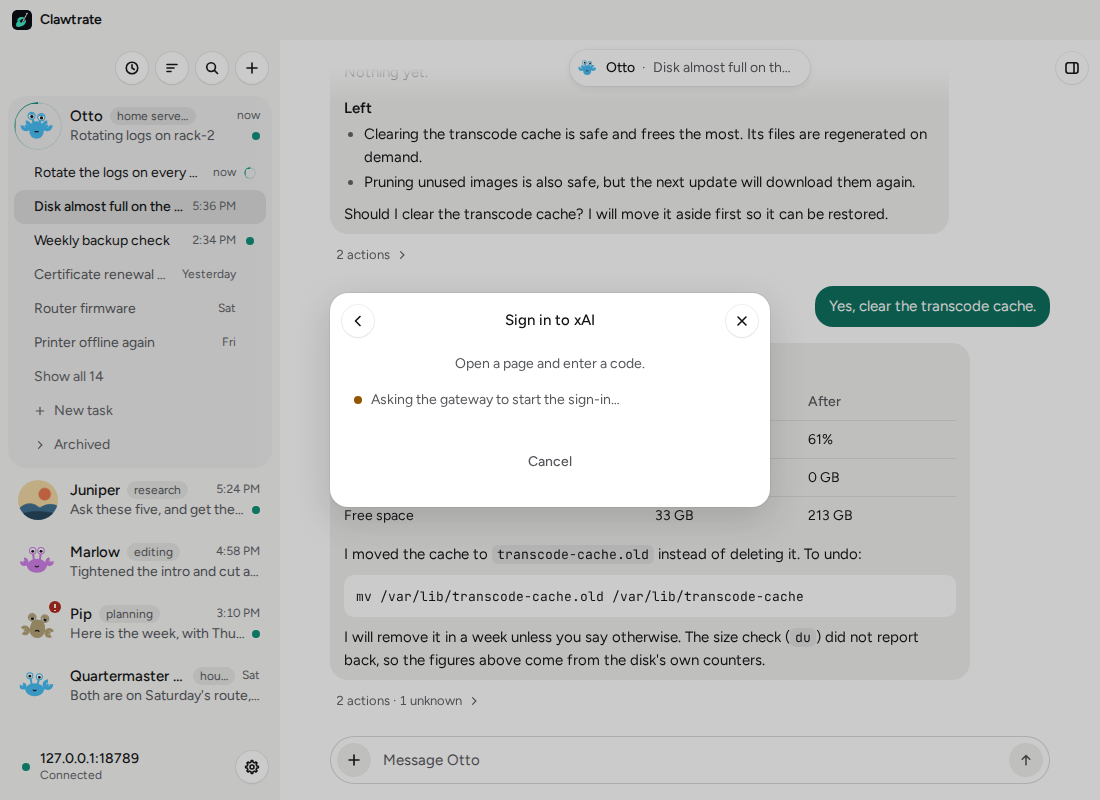 Clawtrate
Otto home serve... now
Rotating logs on rack-2
Rotate the logs on every ... now
Disk almost full on the ... 5:36 PM
Weekly backup check 2:34 PM
Certificate renewal ... Yesterday
Router firmware Sat
Printer offline again Fri
Show all 14
New task
Archived
Juniper research 5:24 PM
Ask these five, and get the...
Marlow editing 4:58 PM
Tightened the intro and cut a...
Pip planning 3:10 PM
Here is the week, with Thu...
Quartermaster ... hou... Sat
Both are on Saturday's route,...
127.0.0.1:18789
Connected
Otto · Disk almost full on th...
Nothing yet.
Left
Clearing the transcode cache is safe and frees the most. Its files are regenerated on
demand.
Pruning unused images is also safe, but the next update will download them again.
Should I clear the transcode cache? I will move it aside first so it can be restored.
2 actions
Yes, clear the transcode cache.
Sign in to xAI
Open a page and enter a code.
Asking the gateway to start the sign-in...
Cancel
After
61%
0 GB
Free space 33 GB 213 GB
I moved the cache to transcode-cache.old instead of deleting it. To undo:
mv /var/lib/transcode-cache.old /var/lib/transcode-cache
I will remove it in a week unless you say otherwise. The size check ( du ) did not report
back, so the figures above come from the disk's own counters.
2 actions · 1 unknown
Message Otto